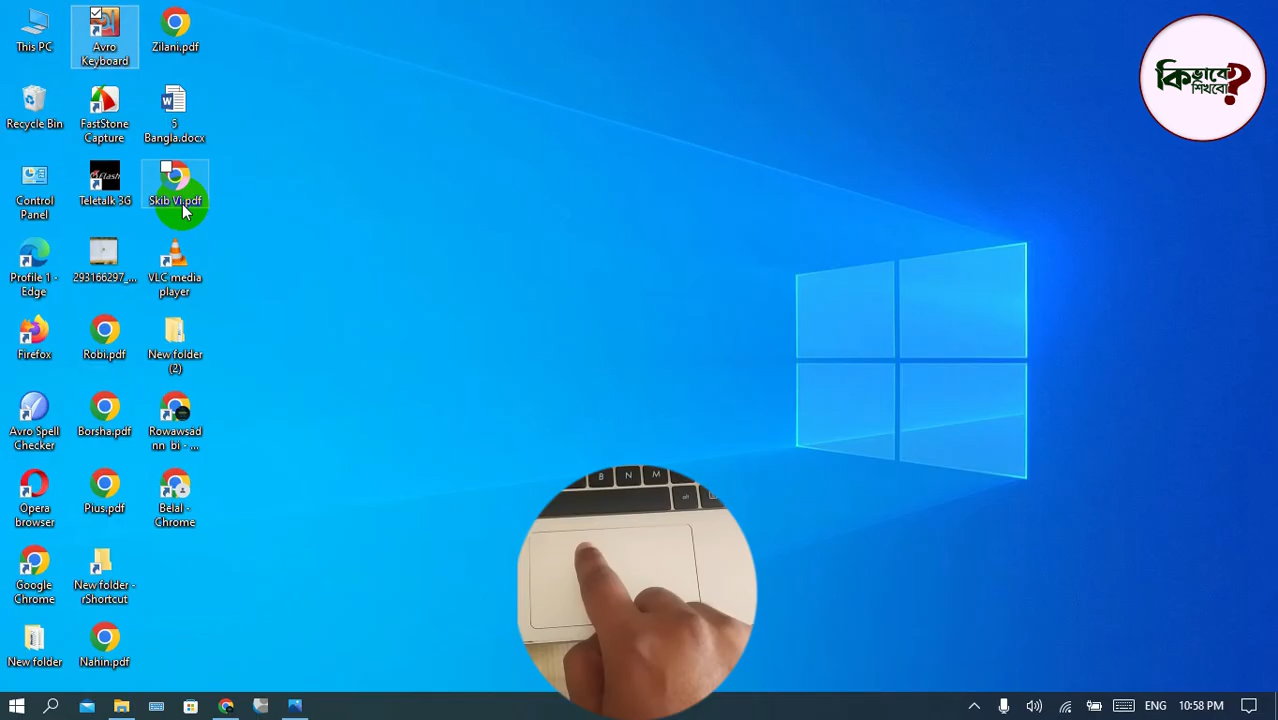 This PC
Avro
Keyboard
Zilani.pdf
কিভাবে
শিখবো?
Recycle Bin
FastStone
Capture
5
Bangla.docx
Control
Panel
Teletalk 3G
Skib Vi.pdf
Profile 1 -
Edge
293166297_...
VLC media
player
Firefox
Robi.pdf
New folder
(2)
Avro Spell
Checker
Borsha.pdf
Rowawsad
nn_bi - ...
Opera
browser
Pius.pdf
Belal -
Chrome
B N M
alt
Google
Chrome
New folder -
rShortcut
New folder
Nahin.pdf
ENG
10:58 PM